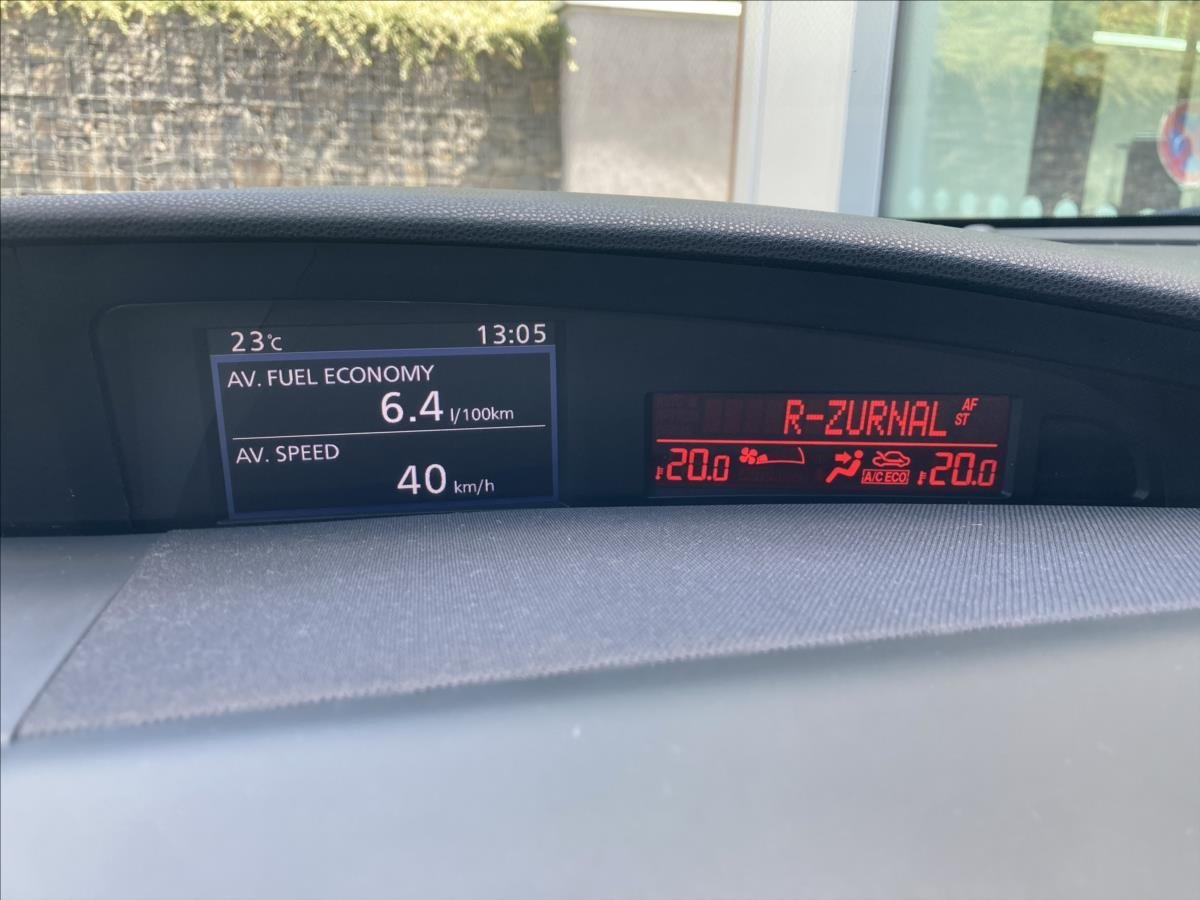 23°C 13:05
AV. FUEL ECONOMY
6.4 l/100km
AV. SPEED
40 km/h
R-ZURNAL AF
ST
20.0 A/C ECO 20.0